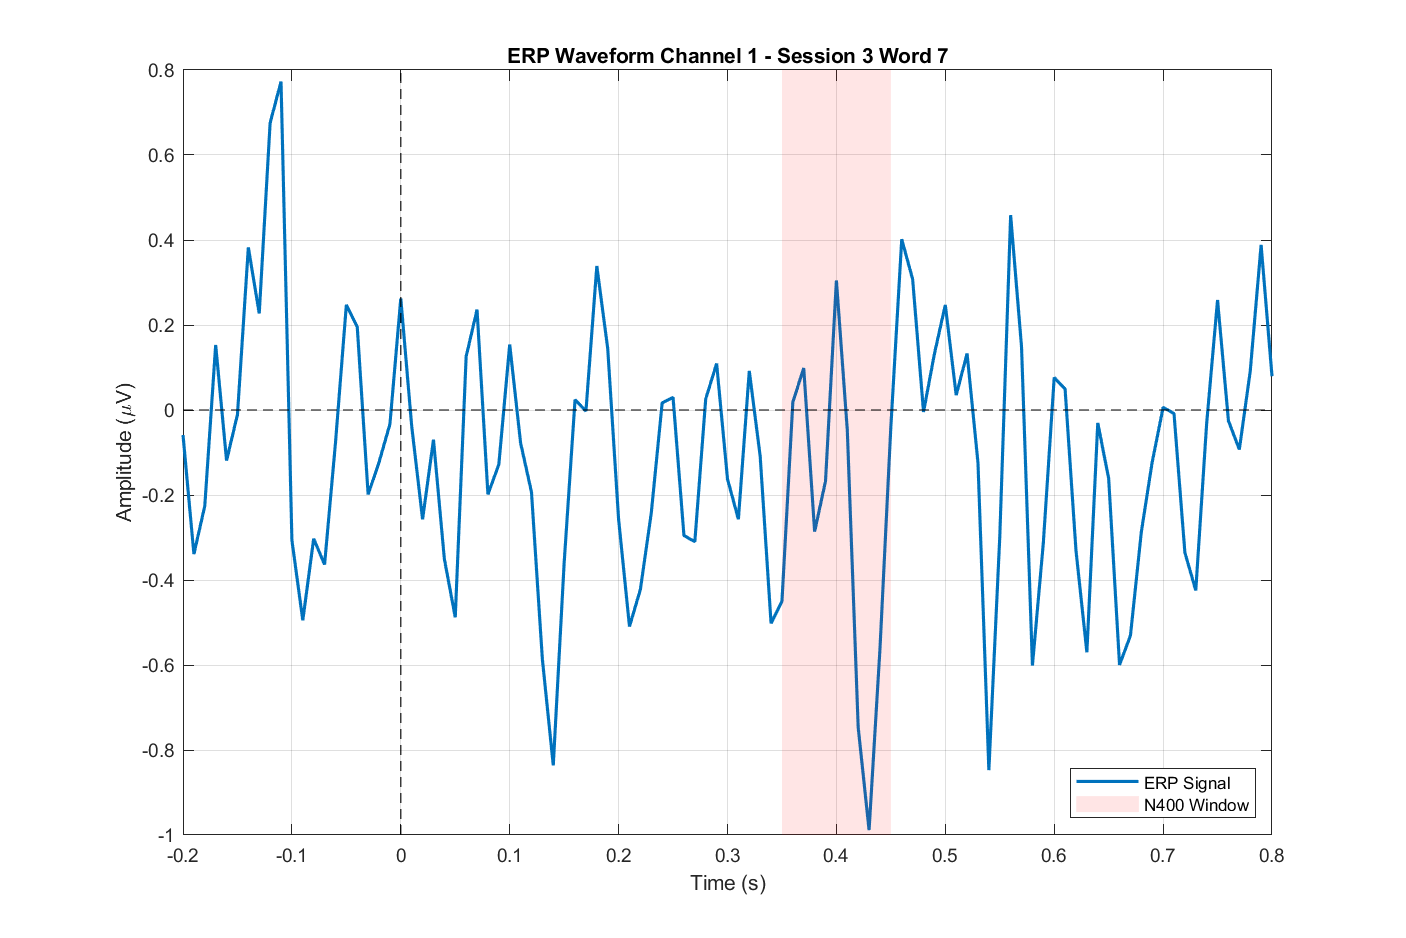 ERP Waveform Channel 1 - Session 3 Word 7
0.8
0.6
0.4
0.2
0
-0.2
-0.4
-0.6
-0.8
-1
Amplitude (μV)
-0.2 -0.1 0 0.1 0.2 0.3 0.4 0.5 0.6 0.7 0.8
Time (s)
ERP Signal
N400 Window